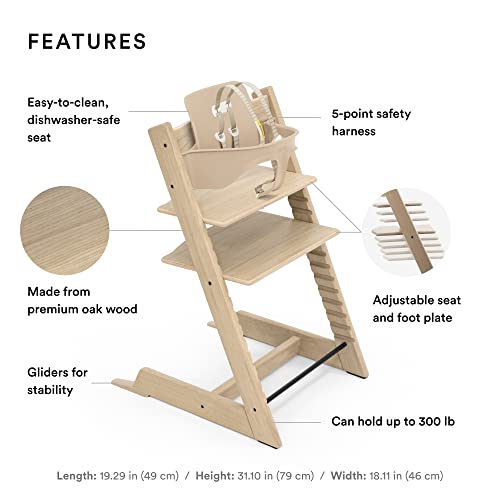 FEATURES
Easy-to-clean,
dishwasher-safe
seat
5-point safety
harness
Made from
premium oak wood
Adjustable seat
and foot plate
Gliders for
stability
Can hold up to 300 lb
Length: 19.29 in (49 cm) / Height: 31.10 in (79 cm) / Width: 18.11 in (46 cm)